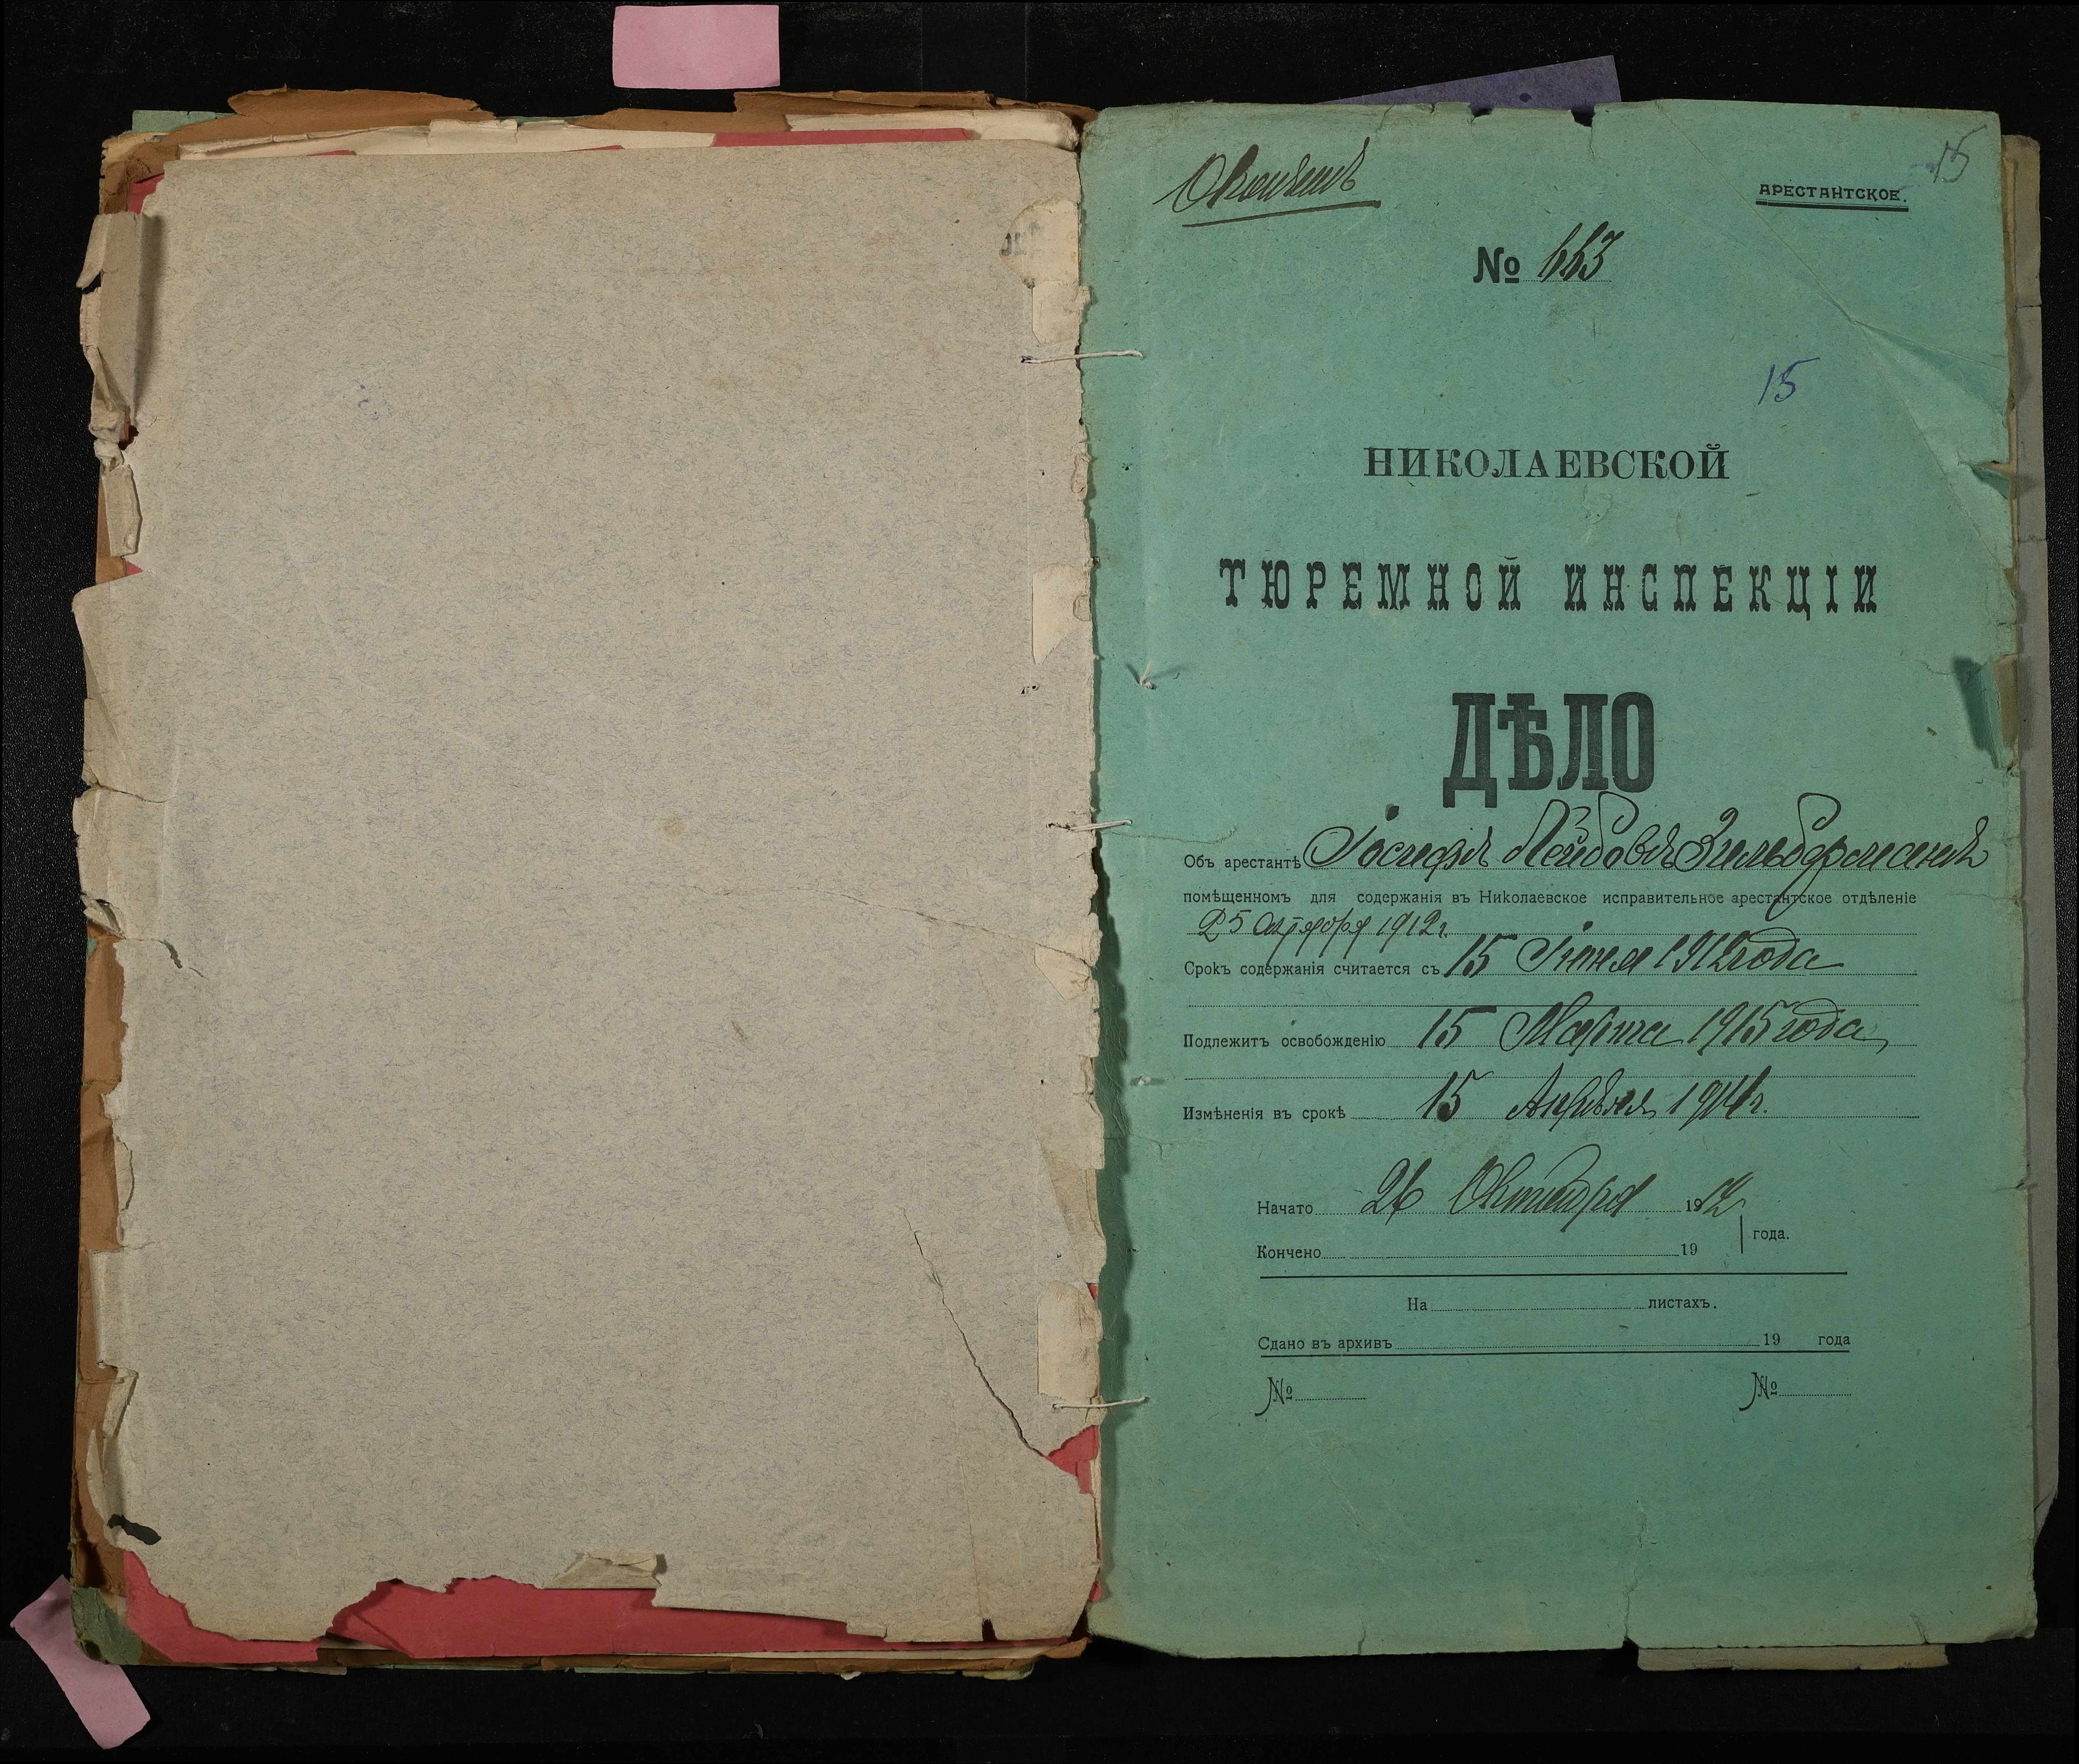 15
Оконченъ
АРЕСТАНТСКОЕ.
№ 663
15
НИКОЛАЕВСКОЙ
ТЮРЕМНОЙ ИНСПЕКЦІИ
ДѢЛО
Объ арестантѣ Іосифѣ Лейбовѣ Зильберманѣ
помѣщенномъ для содержанія въ Николаевское исправительное арестантское отдѣленіе
25 октября 1912 г.
Срокъ содержанія считается съ 15 Іюня 1912 года
Подлежитъ освобожденію 15 Марта 1915 года
Измѣненія въ срокѣ 15 Апрѣля 1914 г.
Начато 26 Октября 1912
года.
Кончено 19
На листахъ.
Сдано въ архивъ 19 года
№ №